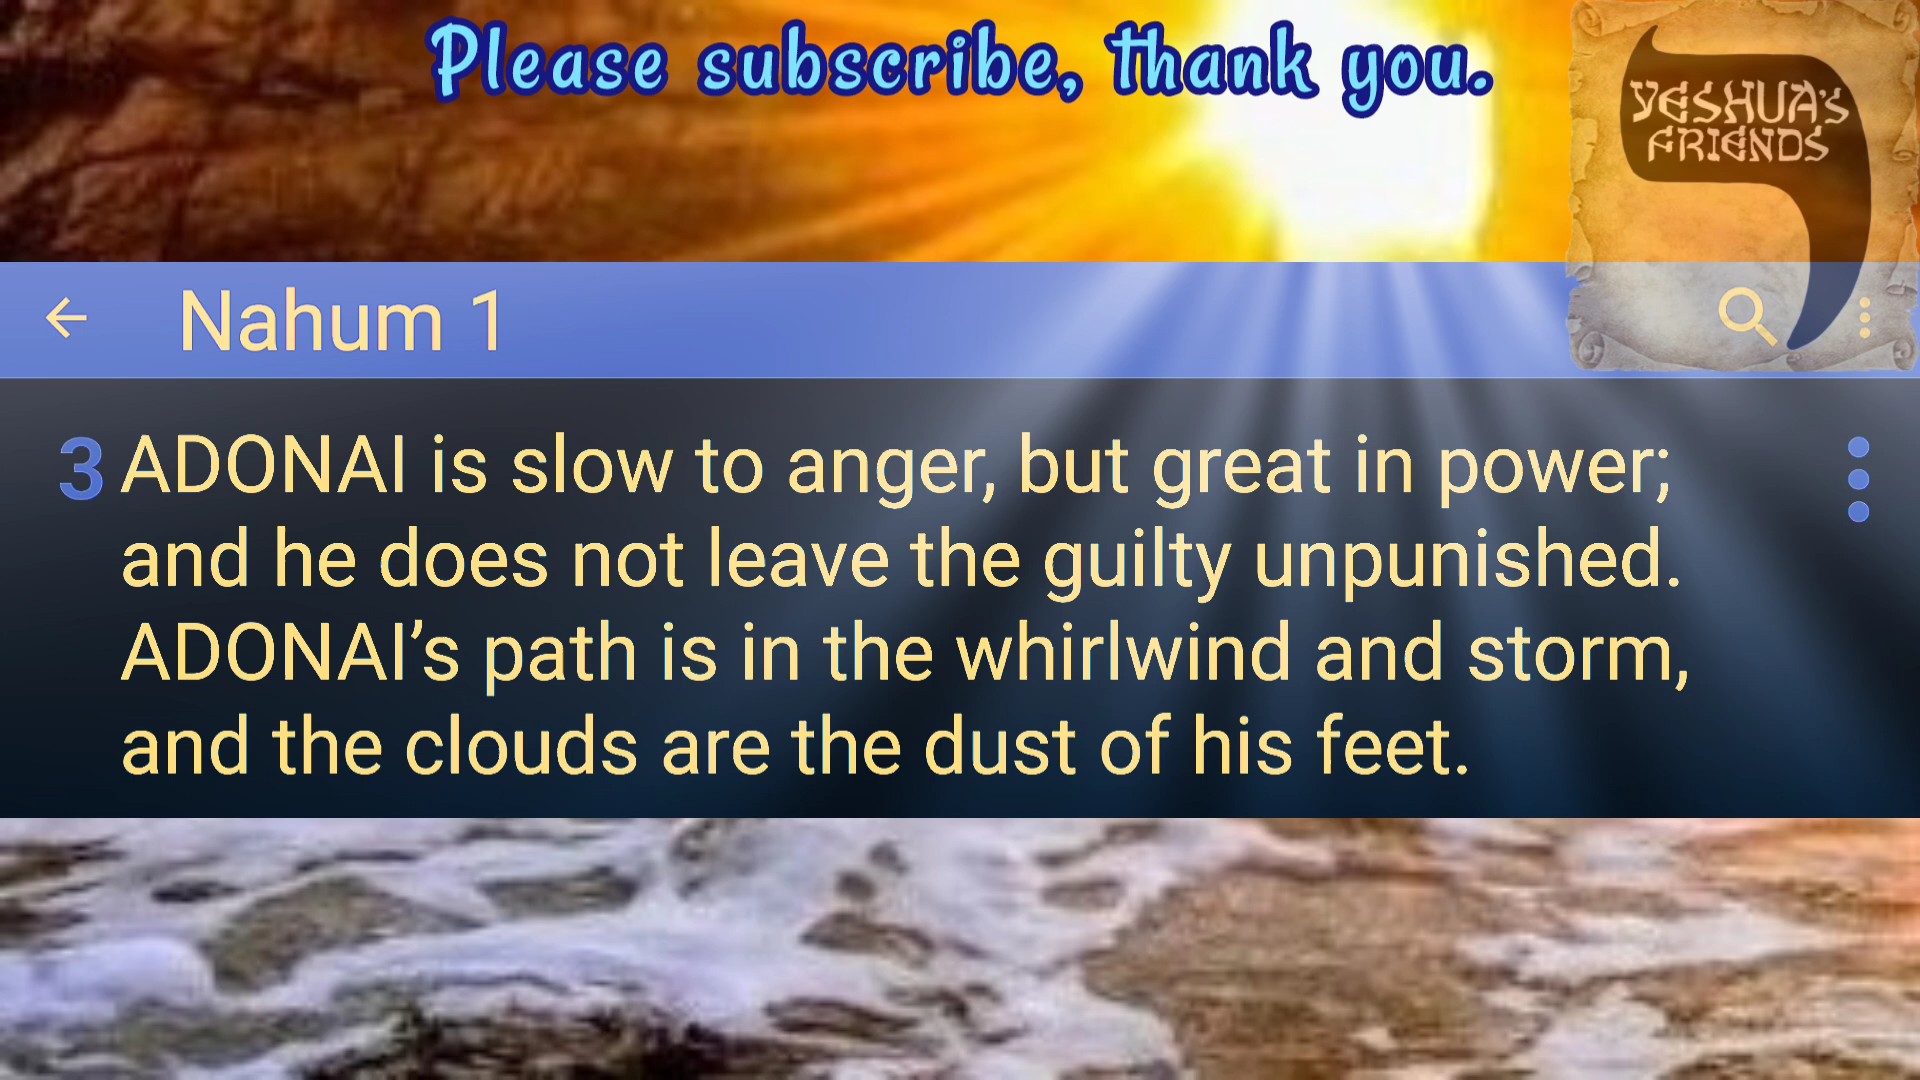 Please subscribe, thank you.
YESHUA'S
FRIENDS
Nahum 1
3 ADONAI is slow to anger, but great in power;
and he does not leave the guilty unpunished.
ADONAI’s path is in the whirlwind and storm,
and the clouds are the dust of his feet.